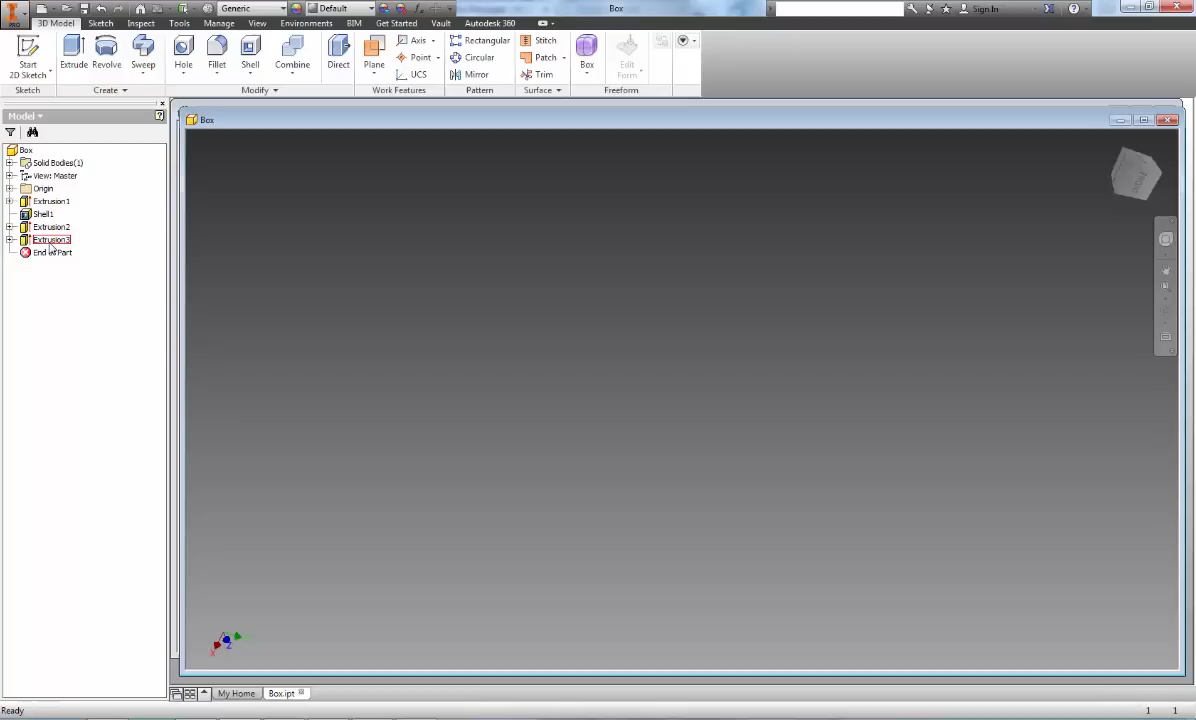 Generic
Default
Box
Sign In
PRO
3D Model
Sketch
Inspect
Tools
Manage
View
Environments
BIM
Get Started
Vault
Autodesk 360
Start
2D Sketch
Extrude
Revolve
Sweep
Hole
Fillet
Shell
Combine
Direct
Plane
Axis
Point
UCS
Rectangular
Circular
Mirror
Stitch
Patch
Trim
Box
Edit
Form
Sketch
Create
Modify
Work Features
Pattern
Surface
Freeform
Model
Box
Box
Solid Bodies(1)
View: Master
Origin
Extrusion1
Shell1
Extrusion2
Extrusion3
End of Part
X
Z
My Home
Box.ipt
Ready
1
1